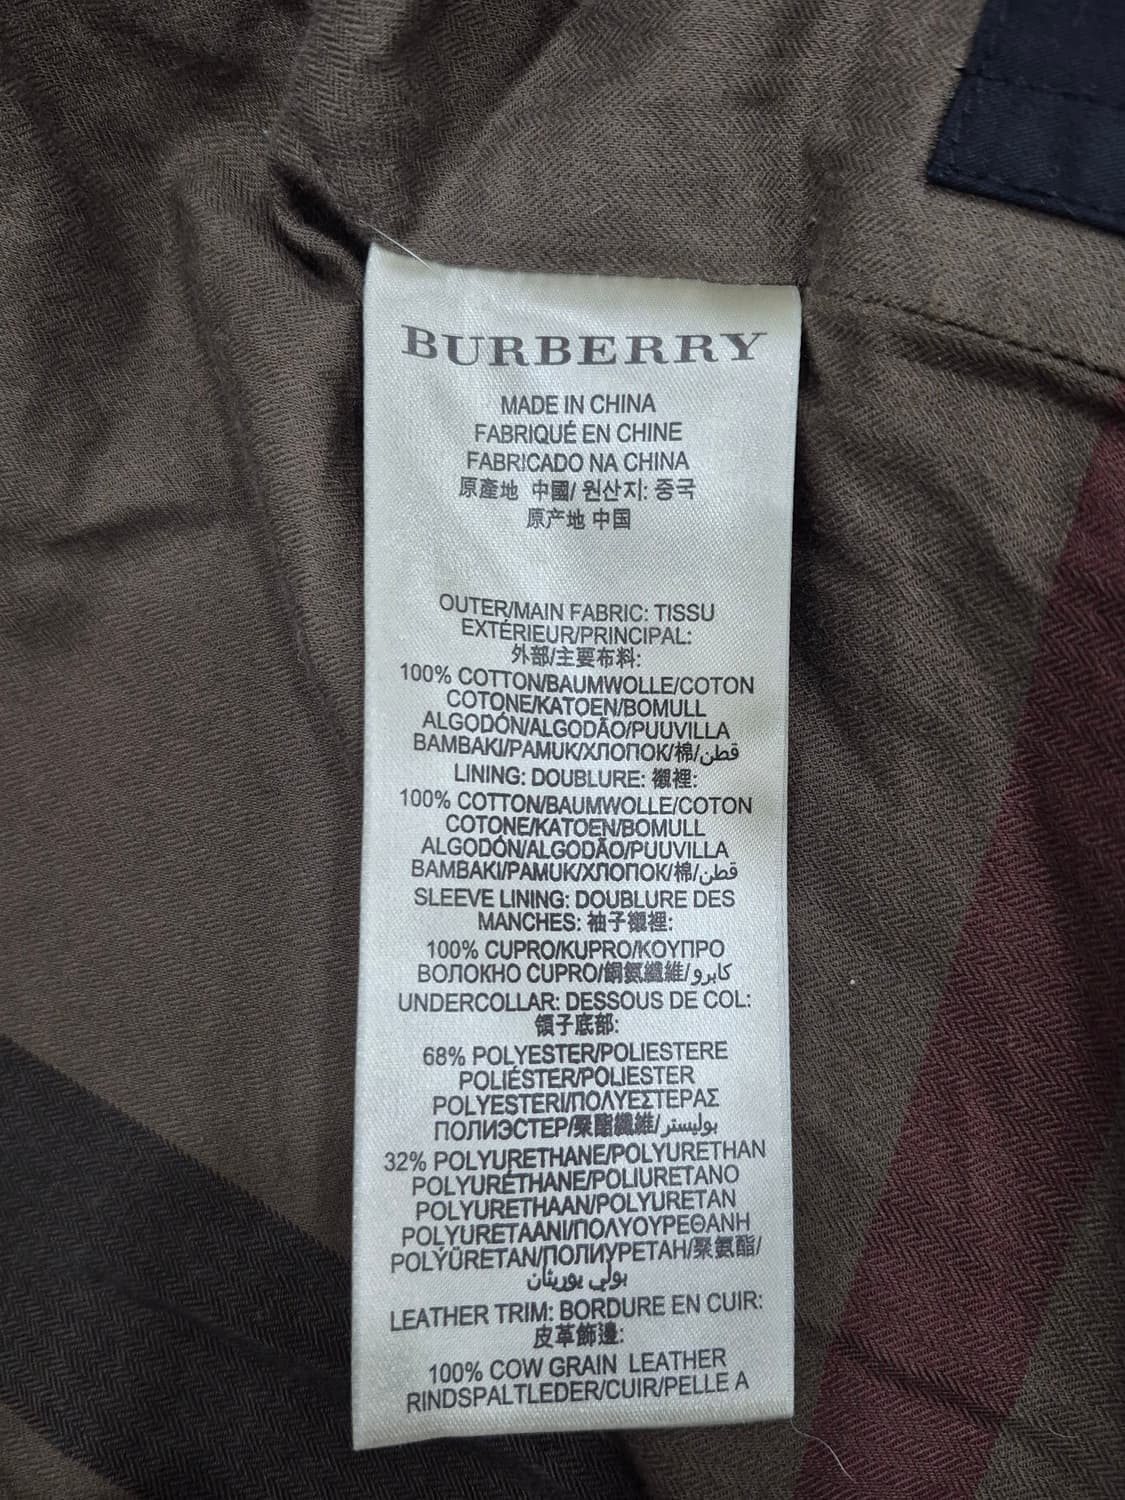 BURBERRY
MADE IN CHINA
FABRIQUÉ EN CHINE
FABRICADO NA CHINA
原產地 中國/ 원산지: 중국
原产地 中国
OUTER/MAIN FABRIC: TISSU
EXTÉRIEUR/PRINCIPAL:
外部/主要布料:
100% COTTON/BAUMWOLLE/COTON
COTONE/KATOEN/BOMULL
ALGODÓN/ALGODÃO/PUUVILLA
BAMBAKI/PAMUK/ХЛОПОК/棉/قطن
LINING: DOUBLURE: 襯裡:
100% COTTON/BAUMWOLLE/COTON
COTONE/KATOEN/BOMULL
ALGODÓN/ALGODÃO/PUUVILLA
BAMBAKI/PAMUK/ХЛОПОК/棉/قطن
SLEEVE LINING: DOUBLURE DES
MANCHES: 袖子襯裡:
100% CUPRO/KUPRO/ΚΟΥΠΡΟ
ВОЛОКНО CUPRO/銅氨纖維/كابرو
UNDERCOLLAR: DESSOUS DE COL:
領子底部:
68% POLYESTER/POLIESTERE
POLIÉSTER/POLIESTER
POLYESTERI/ΠΟΛΥΕΣΤΕΡΑΣ
ПОЛИЭСТЕР/聚酯纖維/بوليستر
32% POLYURETHANE/POLYURETHAN
POLYURÉTHANE/POLIURETANO
POLYURETHAAN/POLYURETAN
POLYURETAANI/ΠΟΛΥΟΥΡΕΘΑΝΗ
POLYÜRETAN/ПОЛИУРЕТАН/聚氨酯/
بولي يوريثان
LEATHER TRIM: BORDURE EN CUIR:
皮革飾邊:
100% COW GRAIN LEATHER
RINDSPALTLEDER/CUIR/PELLE A